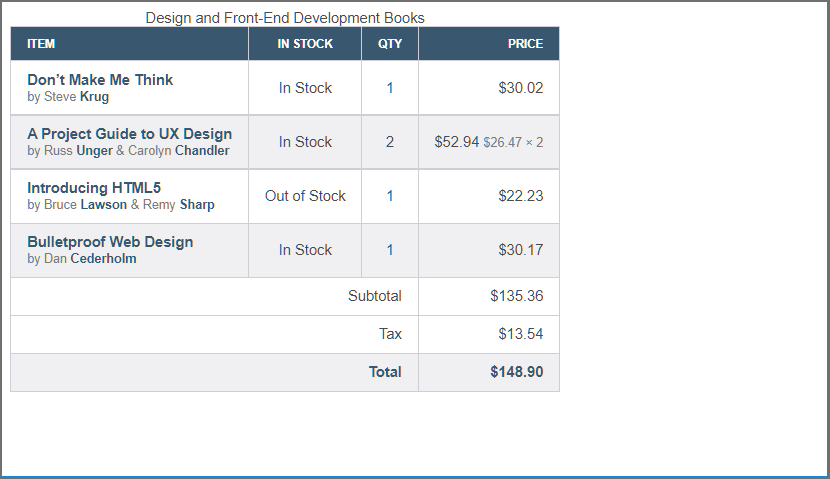 Design and Front-End Development Books
ITEM IN STOCK QTY PRICE
Don’t Make Me Think
by Steve Krug
In Stock 1 $30.02
A Project Guide to UX Design
by Russ Unger & Carolyn Chandler
In Stock 2 $52.94 $26.47 × 2
Introducing HTML5
by Bruce Lawson & Remy Sharp
Out of Stock 1 $22.23
Bulletproof Web Design
by Dan Cederholm
In Stock 1 $30.17
Subtotal $135.36
Tax $13.54
Total $148.90